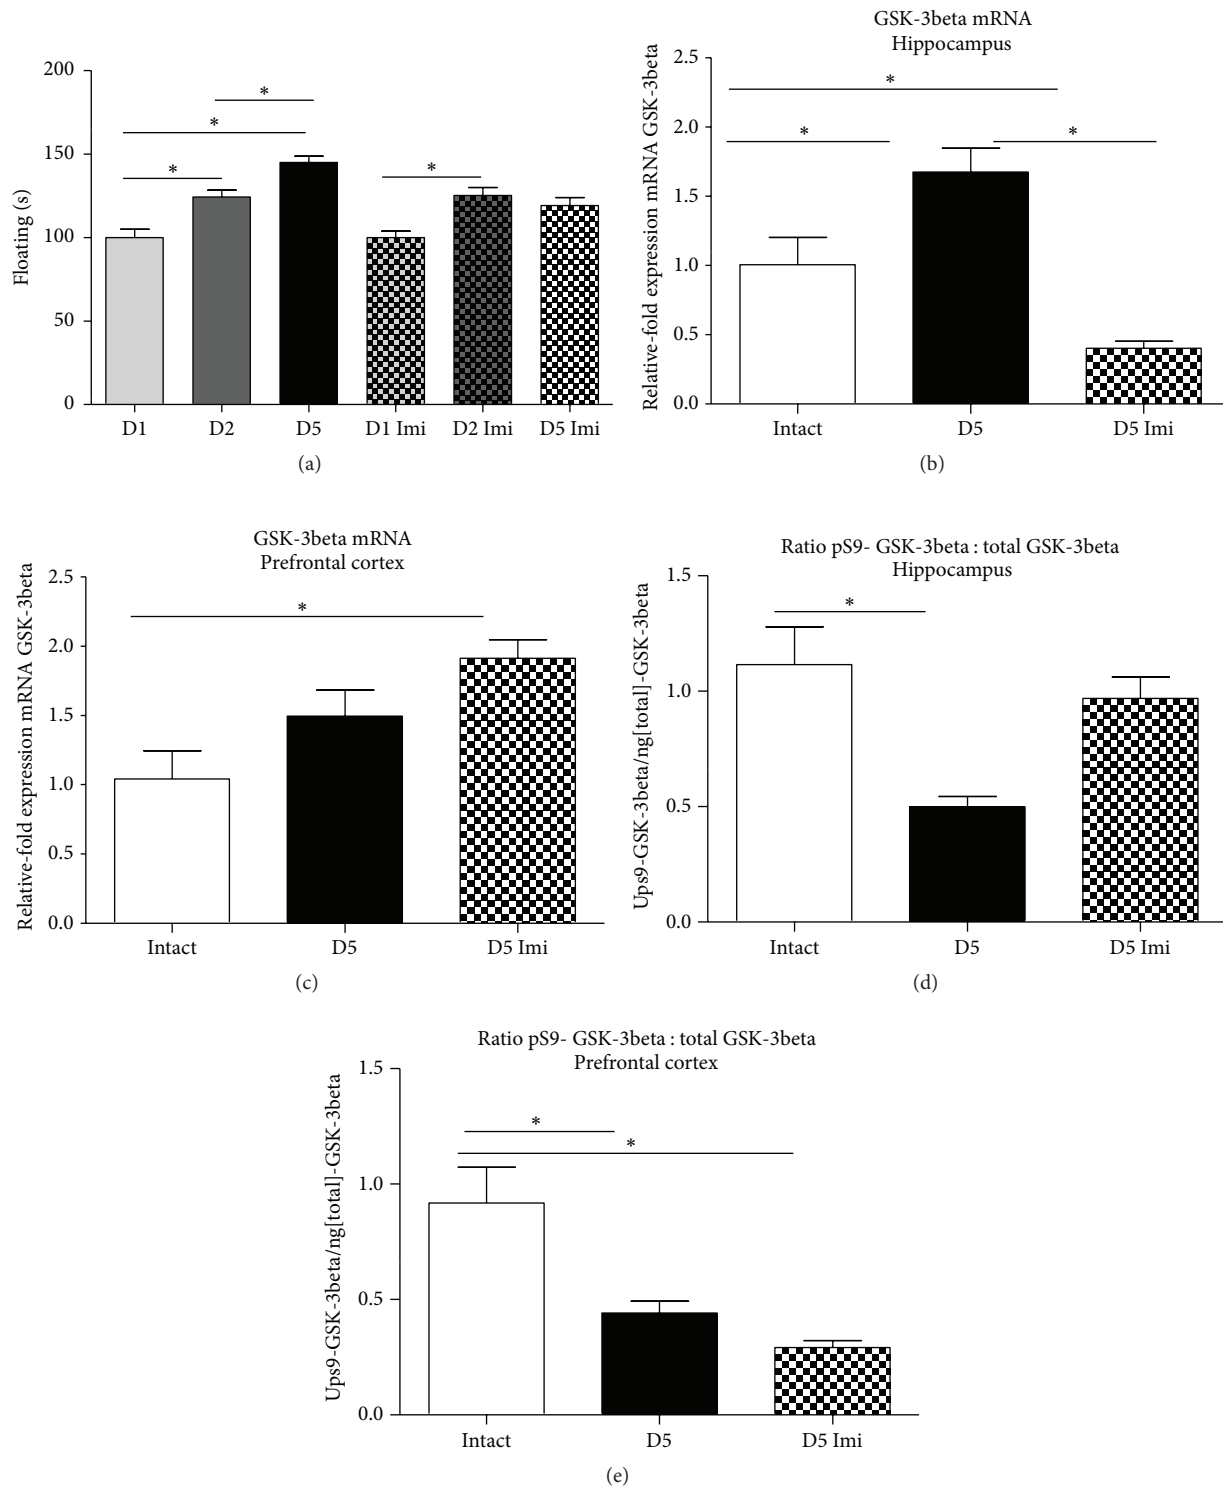 200
150
100
50
0
Floating (s)
*
*
*
*
D1 D2 D5 D1 Imi D2 Imi D5 Imi
(a)
GSK-3beta mRNA
Hippocampus
2.5
2.0
1.5
1.0
0.5
0.0
Relative-fold expression mRNA GSK-3beta
*
*
*
Intact D5 D5 Imi
(b)
GSK-3beta mRNA
Prefrontal cortex
2.5
2.0
1.5
1.0
0.5
0.0
Relative-fold expression mRNA GSK-3beta
*
Intact D5 D5 Imi
(c)
Ratio pS9- GSK-3beta : total GSK-3beta
Hippocampus
1.5
1.0
0.5
0.0
Ups9-GSK-3beta/ng[total]-GSK-3beta
*
Intact D5 D5 Imi
(d)
Ratio pS9- GSK-3beta : total GSK-3beta
Prefrontal cortex
1.5
1.0
0.5
0.0
Ups9-GSK-3beta/ng[total]-GSK-3beta
*
*
Intact D5 D5 Imi
(e)